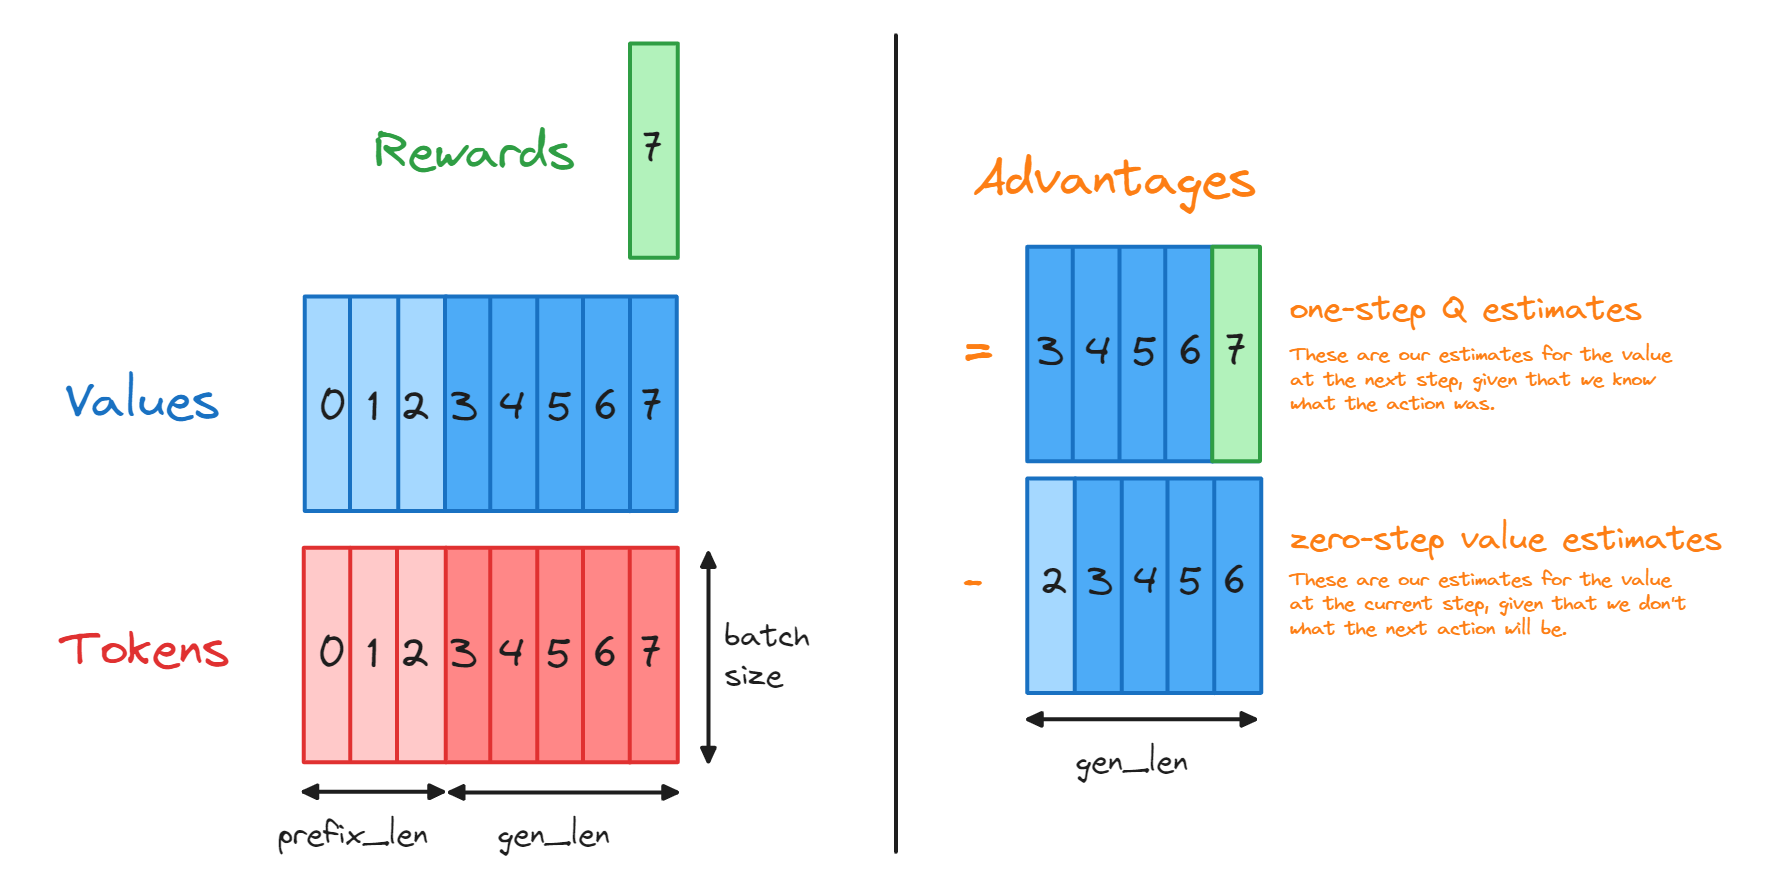 Rewards
7
Values
0 1 2 3 4 5 6 7
Tokens
0 1 2 3 4 5 6 7
batch
size
prefix_len
gen_len
Advantages
=
3 4 5 6 7
one-step Q estimates
These are our estimates for the value
at the next step, given that we know
what the action was.
-
2 3 4 5 6
zero-step value estimates
These are our estimates for the value
at the current step, given that we don't
what the next action will be.
gen_len